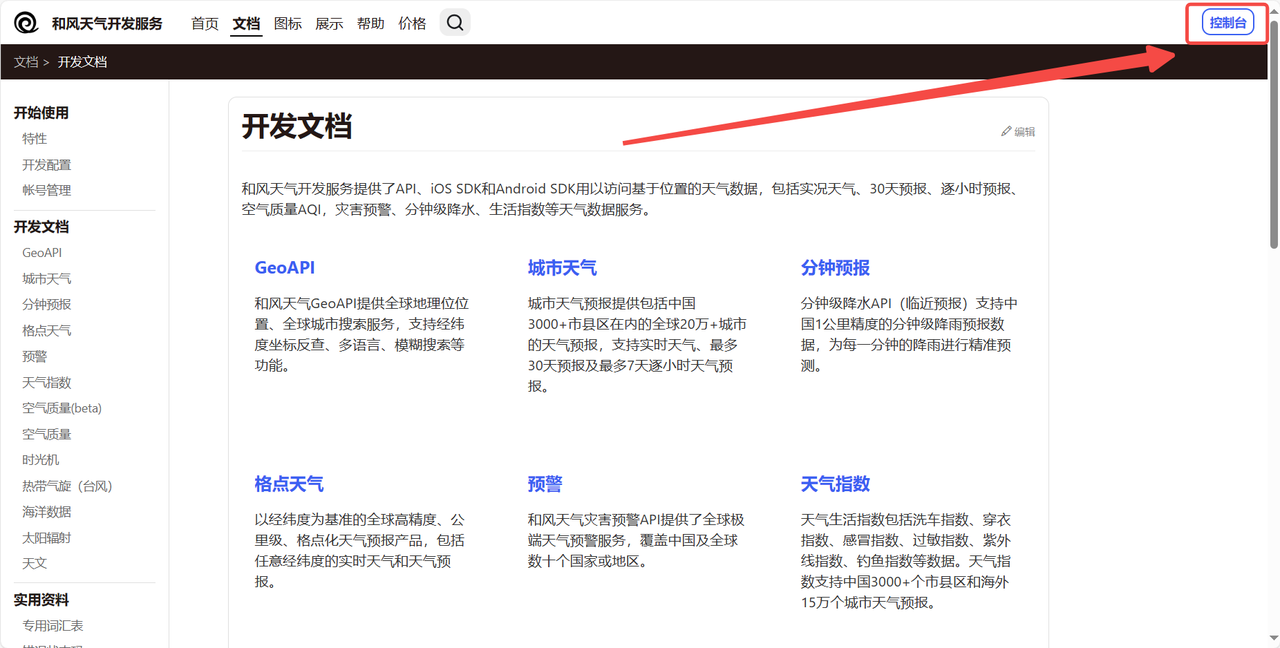 和风天气开发服务 首页 文档 图标 展示 帮助 价格 控制台
文档 > 开发文档
开始使用
特性
开发配置
帐号管理
开发文档
GeoAPI
城市天气
分钟预报
格点天气
预警
天气指数
空气质量(beta)
空气质量
时光机
热带气旋（台风）
海洋数据
太阳辐射
天文
实用资料
专用词汇表
开发文档
编辑
和风天气开发服务提供了API、iOS SDK和Android SDK用以访问基于位置的天气数据，包括实况天气、30天预报、逐小时预报、
空气质量AQI，灾害预警、分钟级降水、生活指数等天气数据服务。
GeoAPI
和风天气GeoAPI提供全球地理位位
置、全球城市搜索服务，支持经纬
度坐标反查、多语言、模糊搜索等
功能。
城市天气
城市天气预报提供包括中国
3000+市县区在内的全球20万+城市
的天气预报，支持实时天气、最多
30天预报及最多7天逐小时天气预
报。
分钟预报
分钟级降水API（临近预报）支持中
国1公里精度的分钟级降雨预报数
据，为每一分钟的降雨进行精准预
测。
格点天气
以经纬度为基准的全球高精度、公
里级、格点化天气预报产品，包括
任意经纬度的实时天气和天气预
报。
预警
和风天气灾害预警API提供了全球极
端天气预警服务，覆盖中国及全球
数十个国家或地区。
天气指数
天气生活指数包括洗车指数、穿衣
指数、感冒指数、过敏指数、紫外
线指数、钓鱼指数等数据。天气指
数支持中国3000+个市县区和海外
15万个城市天气预报。